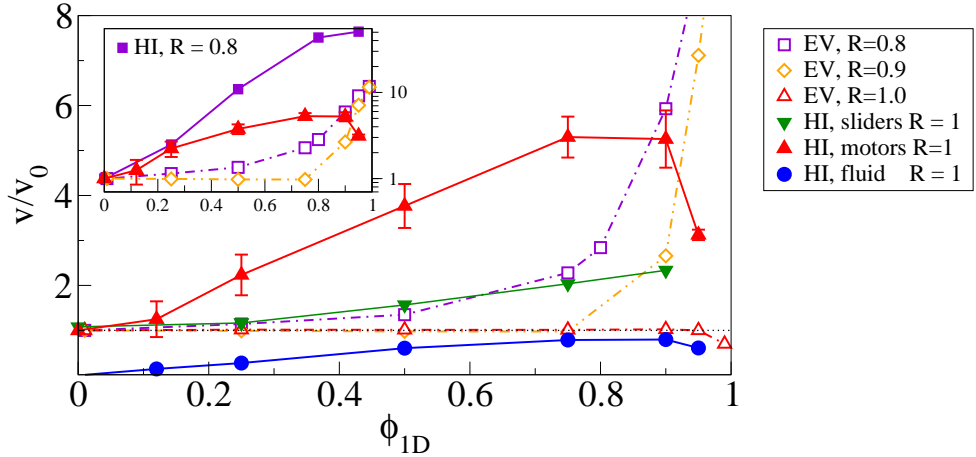 8
6
4
2
v/v0
0
0.2
0.4
0.6
0.8
1
ϕ1D
HI, R = 0.8
10
1
0
0.2
0.4
0.6
0.8
1
EV, R=0.8
EV, R=0.9
EV, R=1.0
HI, sliders R = 1
HI, motors R=1
HI, fluid R = 1